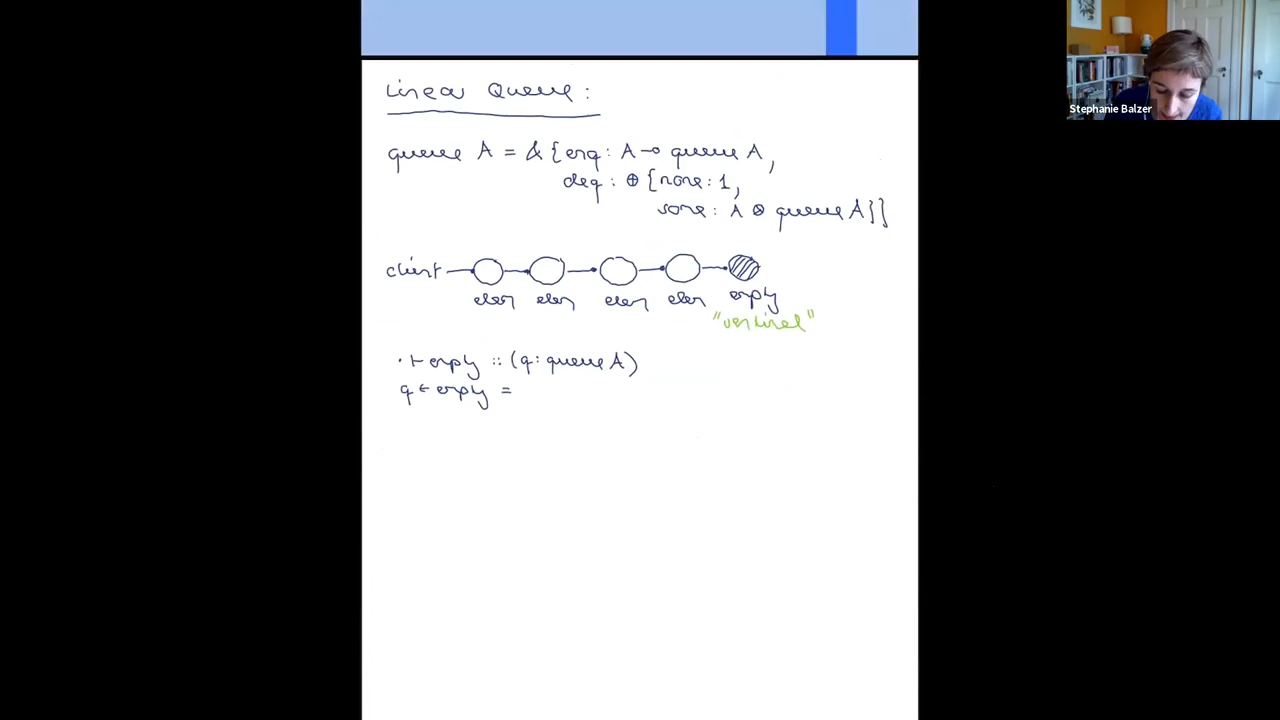 Linear Queue :
queue A = & { enq : A ⊸ queue A ,
deq : ⊕ { none : 1 ,
some : A ⊗ queue A } }
client
elem elem elem elem empty
"sentinel"
· ⊢ empty :: (q : queue A)
q ← empty =
Stephanie Balzer